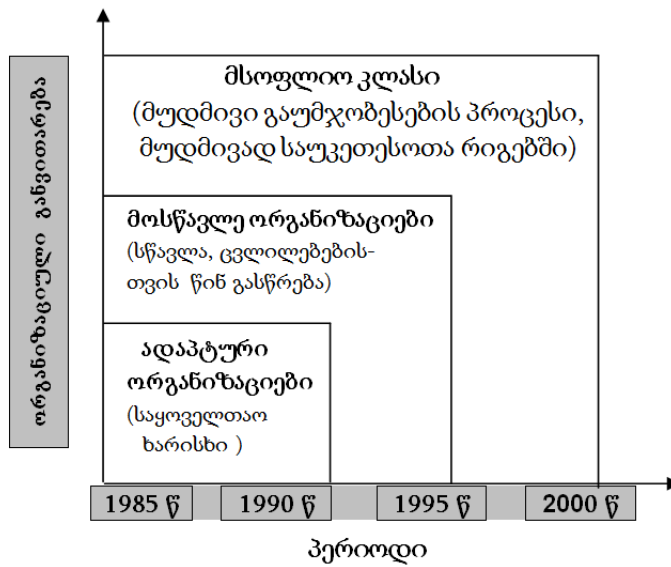 ორგანიზაციული განვითარება
მსოფლიო კლასი
(მუდმივი გაუმჯობესების პროცესი,
მუდმივად საუკეთესოთა რიგებში)
მოსწავლე ორგანიზაციები
(სწავლა, ცვლილებების-
თვის წინ გასწრება)
ადაპტური
ორგანიზაციები
(საყოველთაო
ხარისხი )
1985 წ 1990 წ 1995 წ 2000 წ
პერიოდი